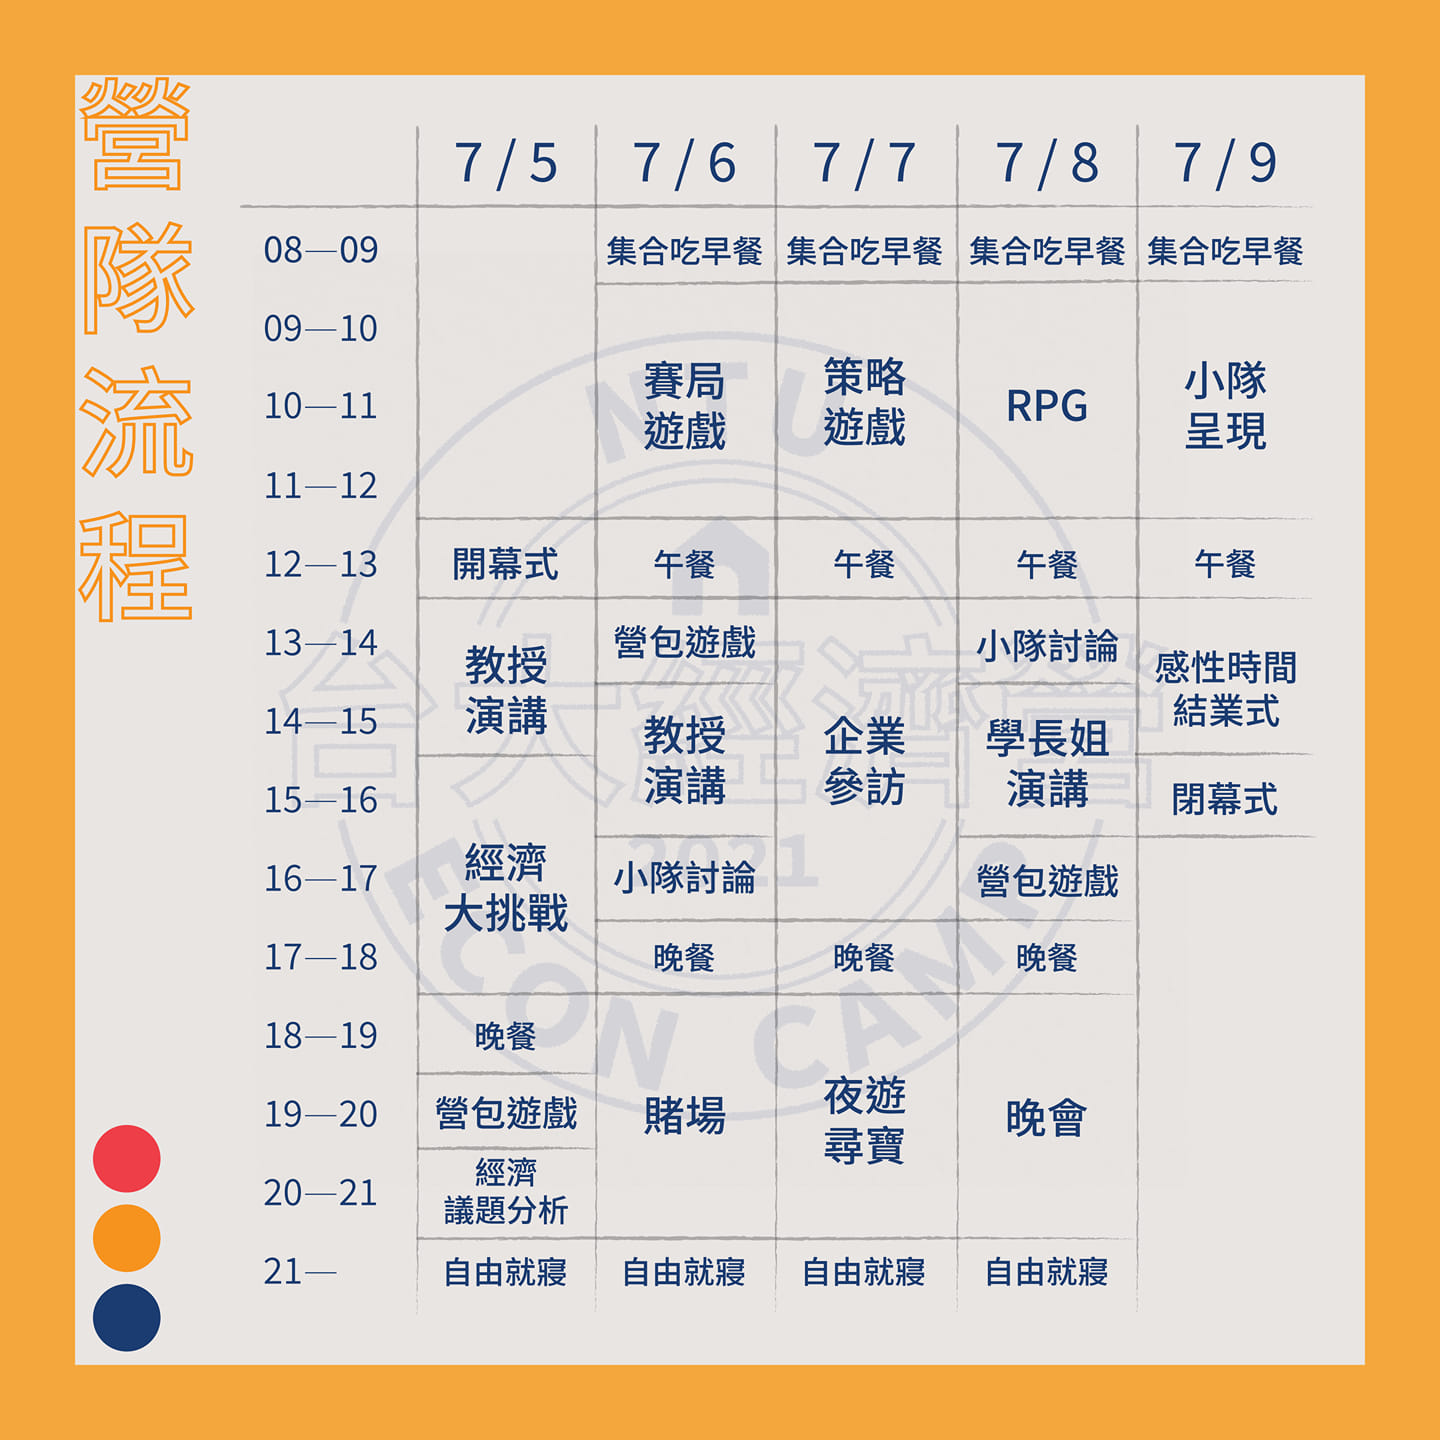 營隊流程
7/5 7/6 7/7 7/8 7/9
08—09 集合吃早餐 集合吃早餐 集合吃早餐 集合吃早餐
09—10
賽局 策略 小隊
10—11 RPG
遊戲 遊戲 呈現
11—12
12—13 開幕式 午餐 午餐 午餐 午餐
13—14 營包遊戲 小隊討論
教授 感性時間
演講 結業式
14—15 教授 企業 學長姐
演講 參訪 演講
15—16 閉幕式
經濟
16—17 小隊討論 營包遊戲
大挑戰
17—18 晚餐 晚餐 晚餐
18—19 晚餐
19—20 營包遊戲 賭場 夜遊 晚會
尋寶
經濟
20—21
議題分析
21— 自由就寢 自由就寢 自由就寢 自由就寢
NTU
台大經濟營
2021
ECON CAMP